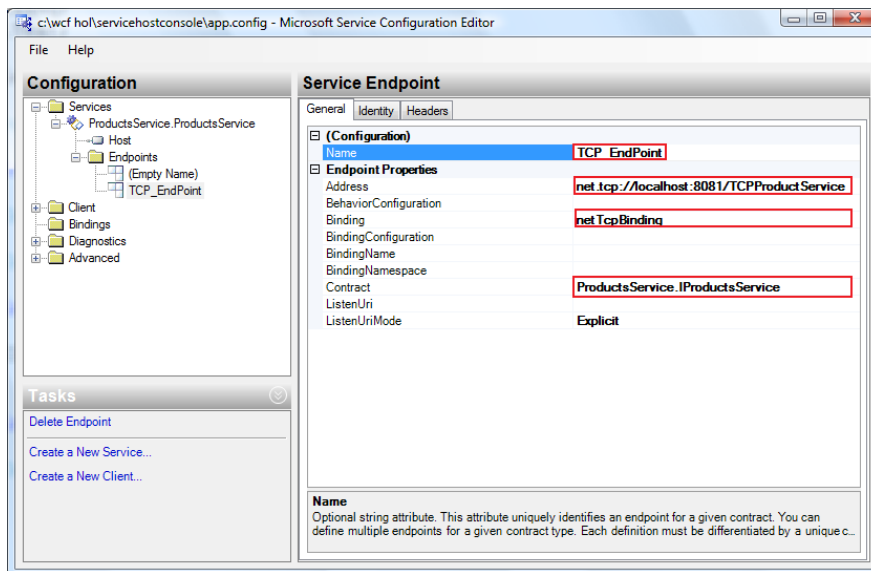 c:\wcf hol\servicehostconsole\app.config - Microsoft Service Configuration Editor
File Help
Configuration
Services
ProductsService.ProductsService
Host
Endpoints
(Empty Name)
TCP_EndPoint
Client
Bindings
Diagnostics
Advanced
Tasks
Delete Endpoint
Create a New Service...
Create a New Client...
Service Endpoint
General Identity Headers
(Configuration)
Name TCP_EndPoint
Endpoint Properties
Address net.tcp://localhost:8081/TCPProductService
BehaviorConfiguration
Binding netTcpBinding
BindingConfiguration
BindingName
BindingNamespace
Contract ProductsService.IProductsService
ListenUri
ListenUriMode Explicit
Name
Optional string attribute. This attribute uniquely identifies an endpoint for a given contract. You can
define multiple endpoints for a given contract type. Each definition must be differentiated by a unique c...